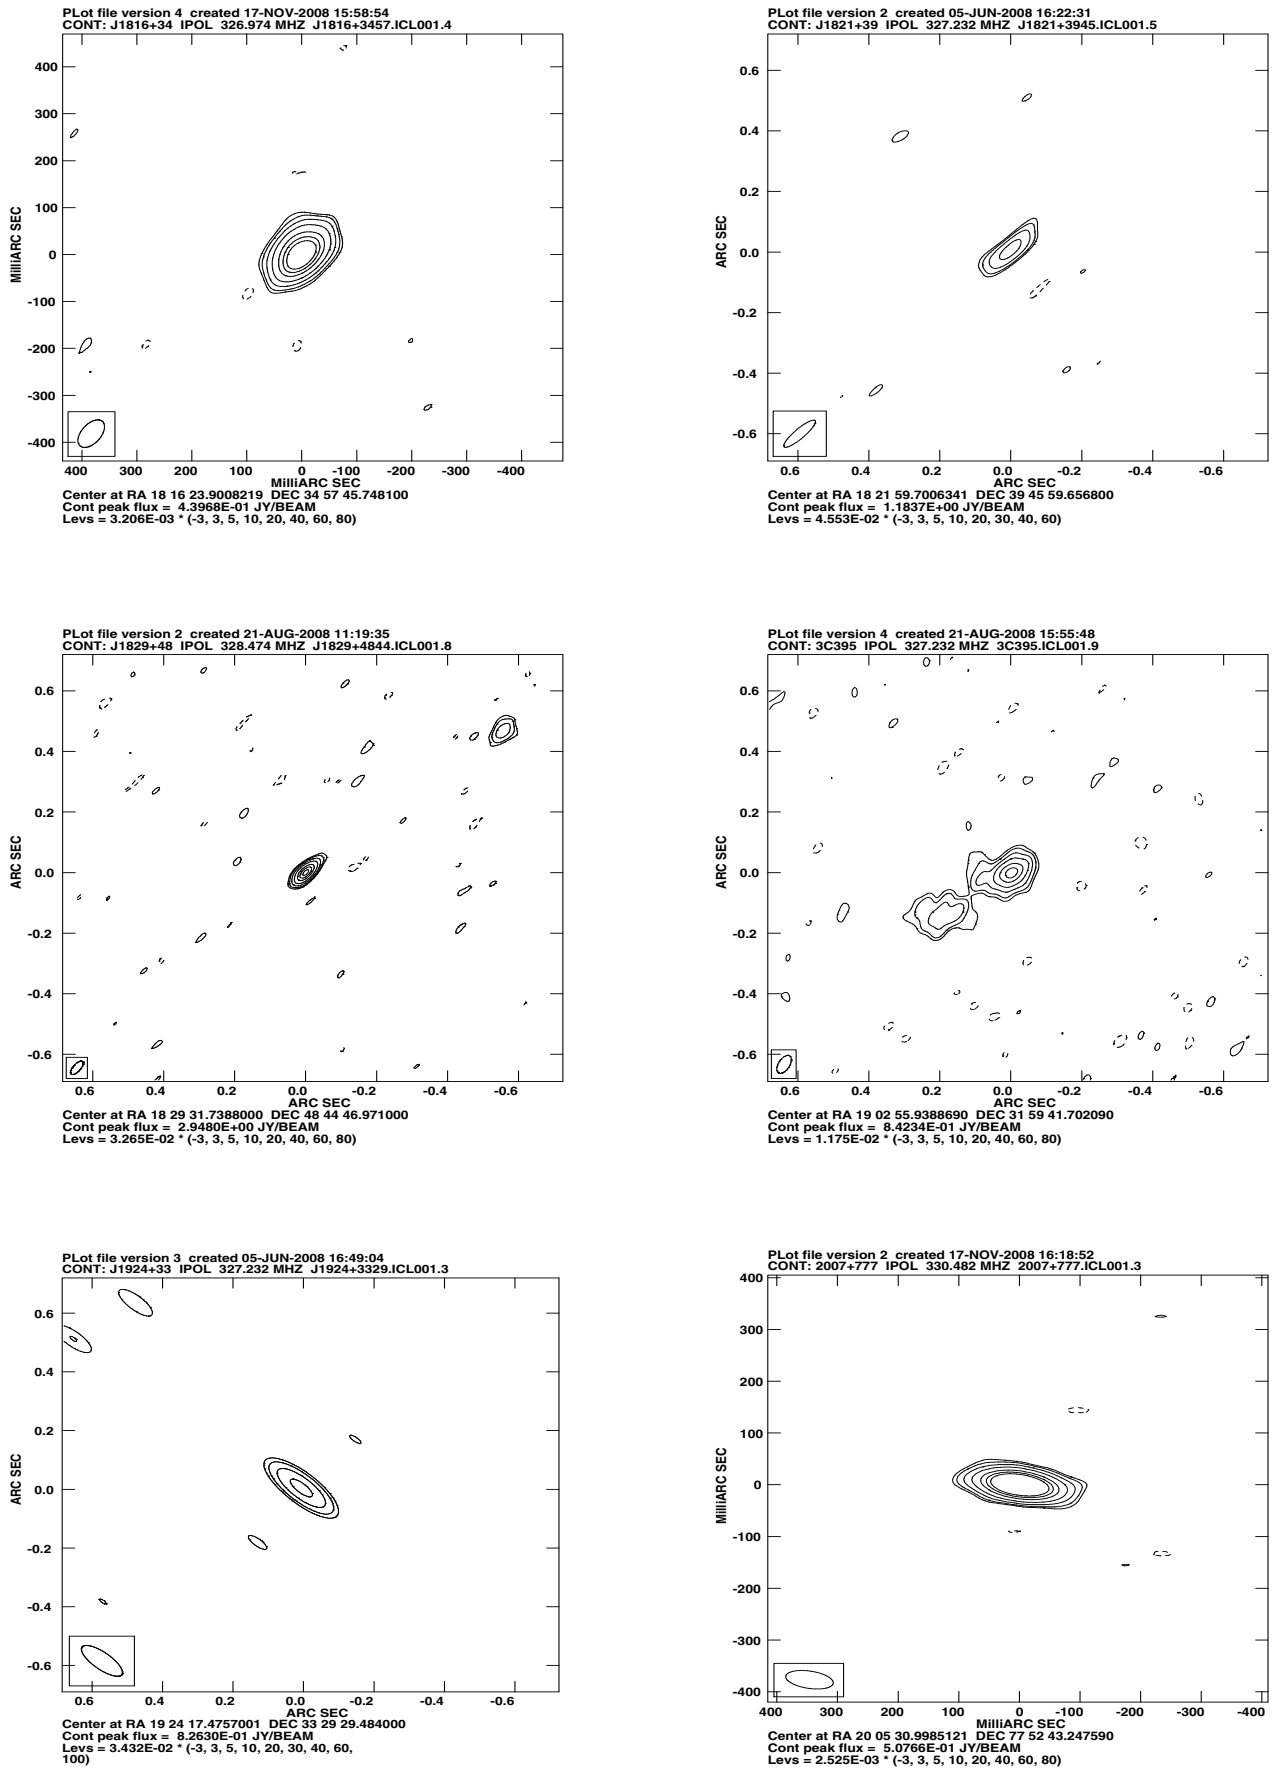 PLot file version 4 created 17-NOV-2008 15:58:54
CONT: J1816+34 IPOL 326.974 MHZ J1816+3457.ICL001.4
MilliARC SEC
400
300
200
100
0
-100
-200
-300
-400
400 300 200 100 0 -100 -200 -300 -400
MilliARC SEC
Center at RA 18 16 23.9008219 DEC 34 57 45.748100
Cont peak flux = 4.3968E-01 JY/BEAM
Levs = 3.206E-03 * (-3, 3, 5, 10, 20, 40, 60, 80)
PLot file version 2 created 05-JUN-2008 16:22:31
CONT: J1821+39 IPOL 327.232 MHZ J1821+3945.ICL001.5
ARC SEC
0.6
0.4
0.2
0.0
-0.2
-0.4
-0.6
0.6 0.4 0.2 0.0 -0.2 -0.4 -0.6
ARC SEC
Center at RA 18 21 59.7006341 DEC 39 45 59.656800
Cont peak flux = 1.1837E+00 JY/BEAM
Levs = 4.553E-02 * (-3, 3, 5, 10, 20, 30, 40, 60)
PLot file version 2 created 21-AUG-2008 11:19:35
CONT: J1829+48 IPOL 328.474 MHZ J1829+4844.ICL001.8
ARC SEC
0.6
0.4
0.2
0.0
-0.2
-0.4
-0.6
0.6 0.4 0.2 0.0 -0.2 -0.4 -0.6
ARC SEC
Center at RA 18 29 31.7388000 DEC 48 44 46.971000
Cont peak flux = 2.9480E+00 JY/BEAM
Levs = 3.265E-02 * (-3, 3, 5, 10, 20, 40, 60, 80)
PLot file version 4 created 21-AUG-2008 15:55:48
CONT: 3C395 IPOL 327.232 MHZ 3C395.ICL001.9
ARC SEC
0.6
0.4
0.2
0.0
-0.2
-0.4
-0.6
0.6 0.4 0.2 0.0 -0.2 -0.4 -0.6
ARC SEC
Center at RA 19 02 55.9388690 DEC 31 59 41.702090
Cont peak flux = 8.4234E-01 JY/BEAM
Levs = 1.175E-02 * (-3, 3, 5, 10, 20, 40, 60, 80)
PLot file version 3 created 05-JUN-2008 16:49:04
CONT: J1924+33 IPOL 327.232 MHZ J1924+3329.ICL001.3
ARC SEC
0.6
0.4
0.2
0.0
-0.2
-0.4
-0.6
0.6 0.4 0.2 0.0 -0.2 -0.4 -0.6
ARC SEC
Center at RA 19 24 17.4757001 DEC 33 29 29.484000
Cont peak flux = 8.2630E-01 JY/BEAM
Levs = 3.432E-02 * (-3, 3, 5, 10, 20, 30, 40, 60,
100)
PLot file version 2 created 17-NOV-2008 16:18:52
CONT: 2007+777 IPOL 330.482 MHZ 2007+777.ICL001.3
MilliARC SEC
400
300
200
100
0
-100
-200
-300
-400
400 300 200 100 0 -100 -200 -300 -400
MilliARC SEC
Center at RA 20 05 30.9985121 DEC 77 52 43.247590
Cont peak flux = 5.0766E-01 JY/BEAM
Levs = 2.525E-03 * (-3, 3, 5, 10, 20, 40, 60, 80)